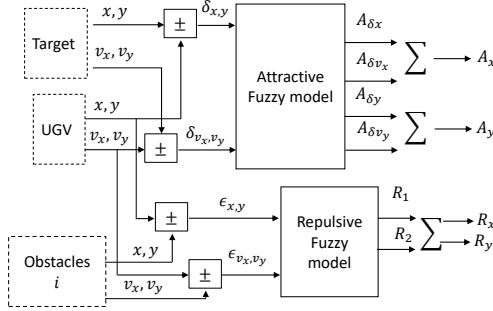 Target
x, y
v_x, v_y
±
δ_{x,y}
UGV
x, y
v_x, v_y
±
δ_{v_x,v_y}
Attractive
Fuzzy model
A_{δx}
A_{δv_x}
A_{δy}
A_{δv_y}
∑
A_x
∑
A_y
Obstacles
i
x, y
v_x, v_y
±
ϵ_{x,y}
±
ϵ_{v_x,v_y}
Repulsive
Fuzzy
model
R_1
R_2
∑
R_x
R_y